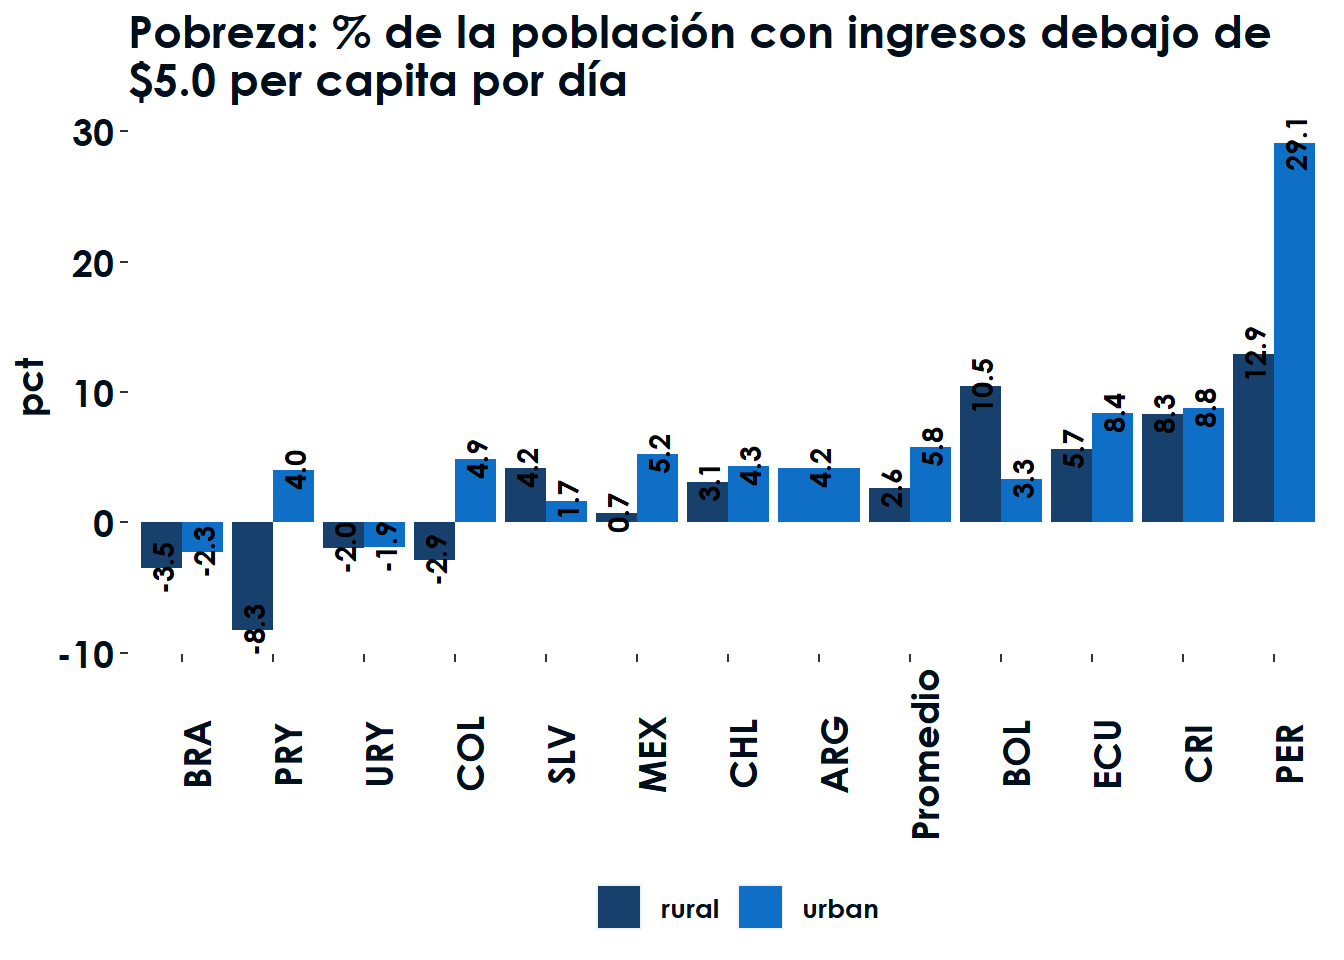 Pobreza: % de la población con ingresos debajo de
$5.0 per capita por día
30
20
10
0
-10
pct
-3.5
-2.3
-8.3
4.0
-2.0
-1.9
-2.9
4.9
4.2
1.7
0.7
5.2
3.1
4.3
4.2
2.6
5.8
10.5
3.3
5.7
8.4
8.3
8.8
12.9
29.1
BRA
PRY
URY
COL
SLV
MEX
CHL
ARG
Promedio
BOL
ECU
CRI
PER
rural urban